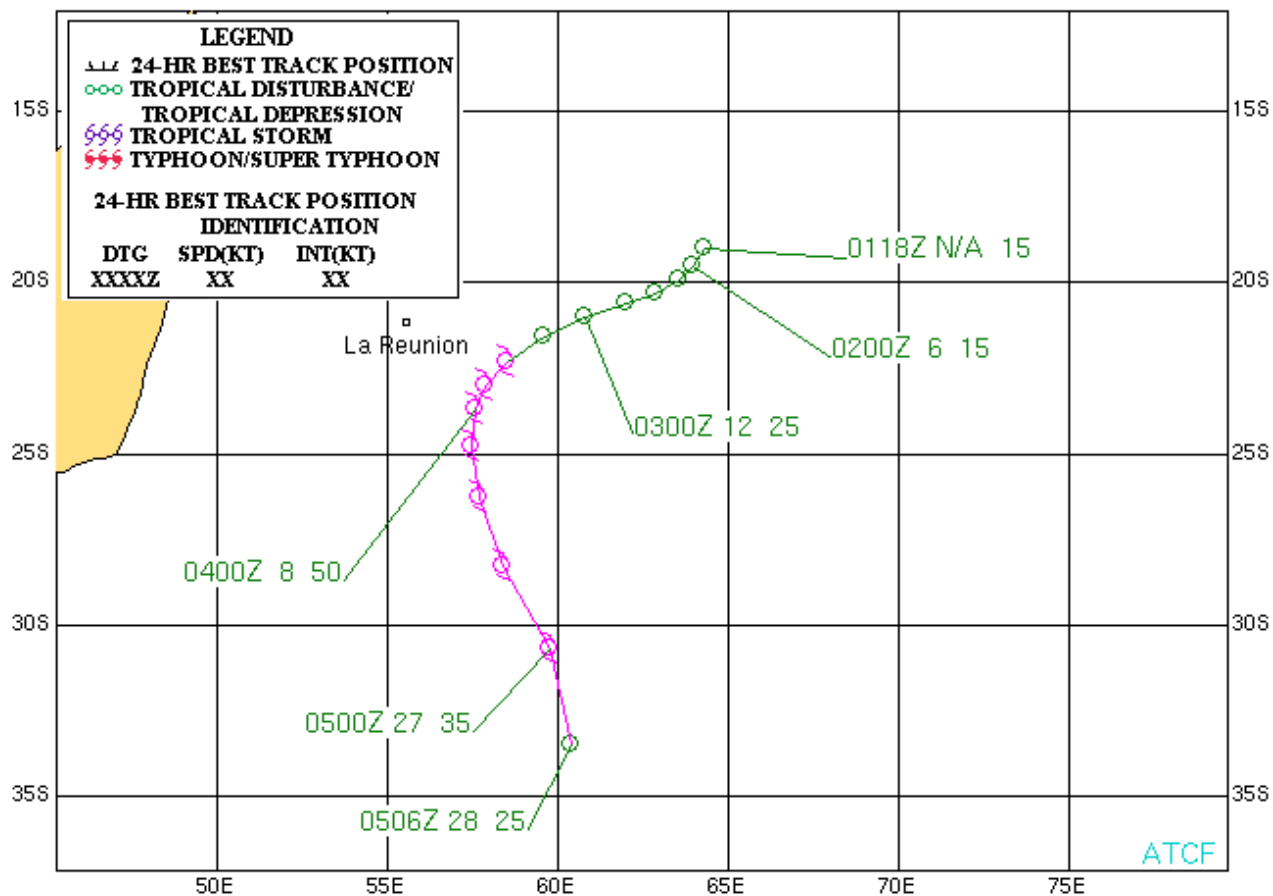 LEGEND
24-HR BEST TRACK POSITION
TROPICAL DISTURBANCE/
TROPICAL DEPRESSION
TROPICAL STORM
TYPHOON/SUPER TYPHOON
24-HR BEST TRACK POSITION
IDENTIFICATION
DTG SPD(KT) INT(KT)
XXXXZ XX XX
15S 15S
0118Z N/A 15
20S 20S
La Reunion
0200Z 6 15
0300Z 12 25
25S 25S
0400Z 8 50
30S 30S
0500Z 27 35
35S 35S
0506Z 28 25
ATCF
50E 55E 60E 65E 70E 75E